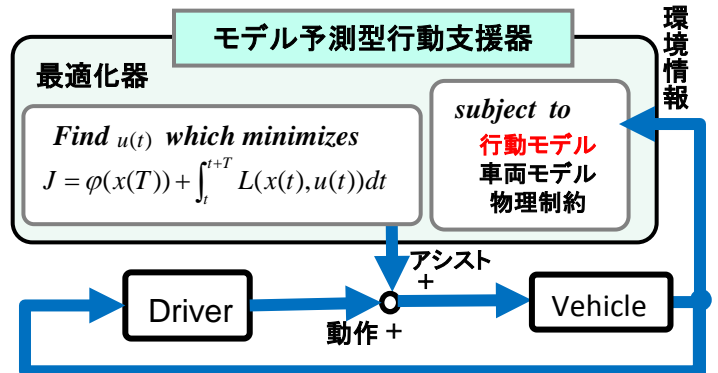 モデル予測型行動支援器
環境情報
最適化器
Find u(t) which minimizes
J = φ(x(T)) + ∫_t^{t+T} L(x(t), u(t))dt
subject to
行動モデル
車両モデル
物理制約
アシスト
+
Driver
動作 +
Vehicle